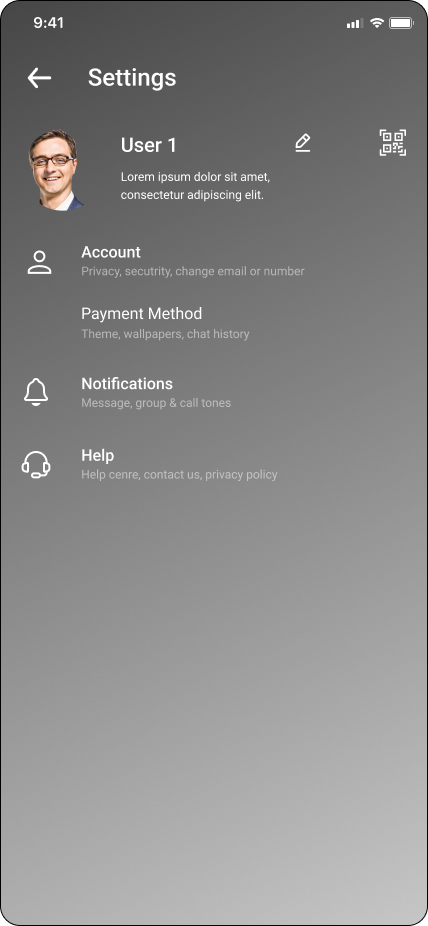 9:41
Settings
User 1
Lorem ipsum dolor sit amet,
consectetur adipiscing elit.
Account
Privacy, secutrity, change email or number
Payment Method
Theme, wallpapers, chat history
Notifications
Message, group & call tones
Help
Help cenre, contact us, privacy policy